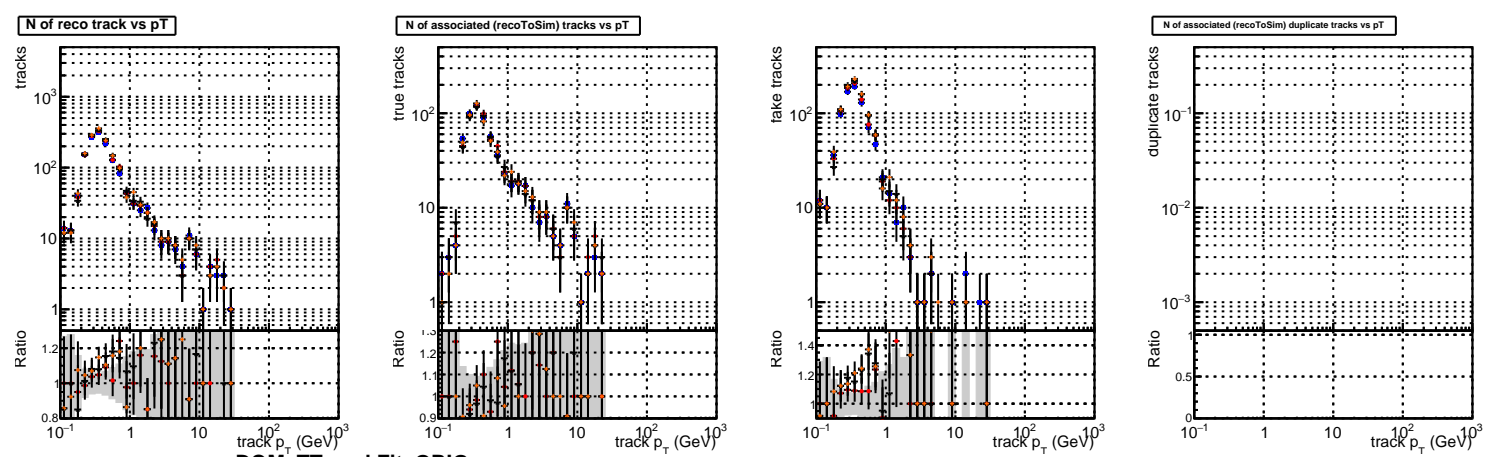 N of reco track vs pT
N of associated (recoToSim) tracks vs pT
N of associated (recoToSim) duplicate tracks vs pT
tracks
10³
10²
10
1
Ratio
1.2
1
0.8
10⁻¹ 1 10 10² 10³
track p_T (GeV)
true tracks
10²
10
1
Ratio
1.3
1.2
1.1
1
0.9
10⁻¹ 1 10 10² 10³
track p_T (GeV)
fake tracks
10²
10
1
Ratio
1.4
1.2
1
10⁻¹ 1 10 10² 10³
track p_T (GeV)
duplicate tracks
10⁻¹
10⁻²
10⁻³
Ratio
1
0.5
0
10⁻¹ 1 10 10² 10³
track p_T (GeV)